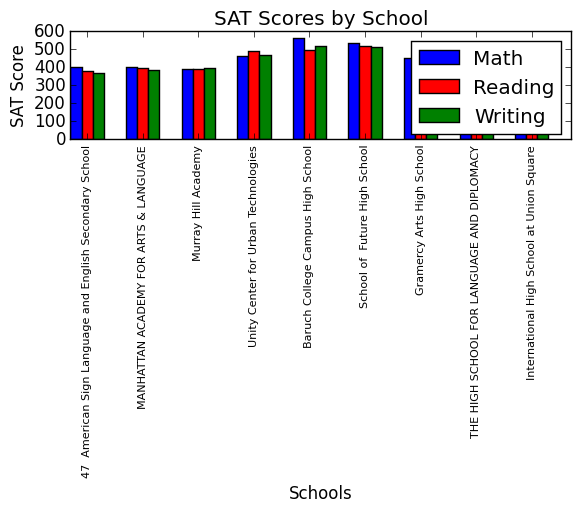 SAT Scores by School
SAT Score
600
500
400
300
200
100
0
Math
Reading
Writing
47  American Sign Language and English Secondary School
MANHATTAN ACADEMY FOR ARTS & LANGUAGE
Murray Hill Academy
Unity Center for Urban Technologies
Baruch College Campus High School
School of  Future High School
Gramercy Arts High School
THE HIGH SCHOOL FOR LANGUAGE AND DIPLOMACY
International High School at Union Square
Schools